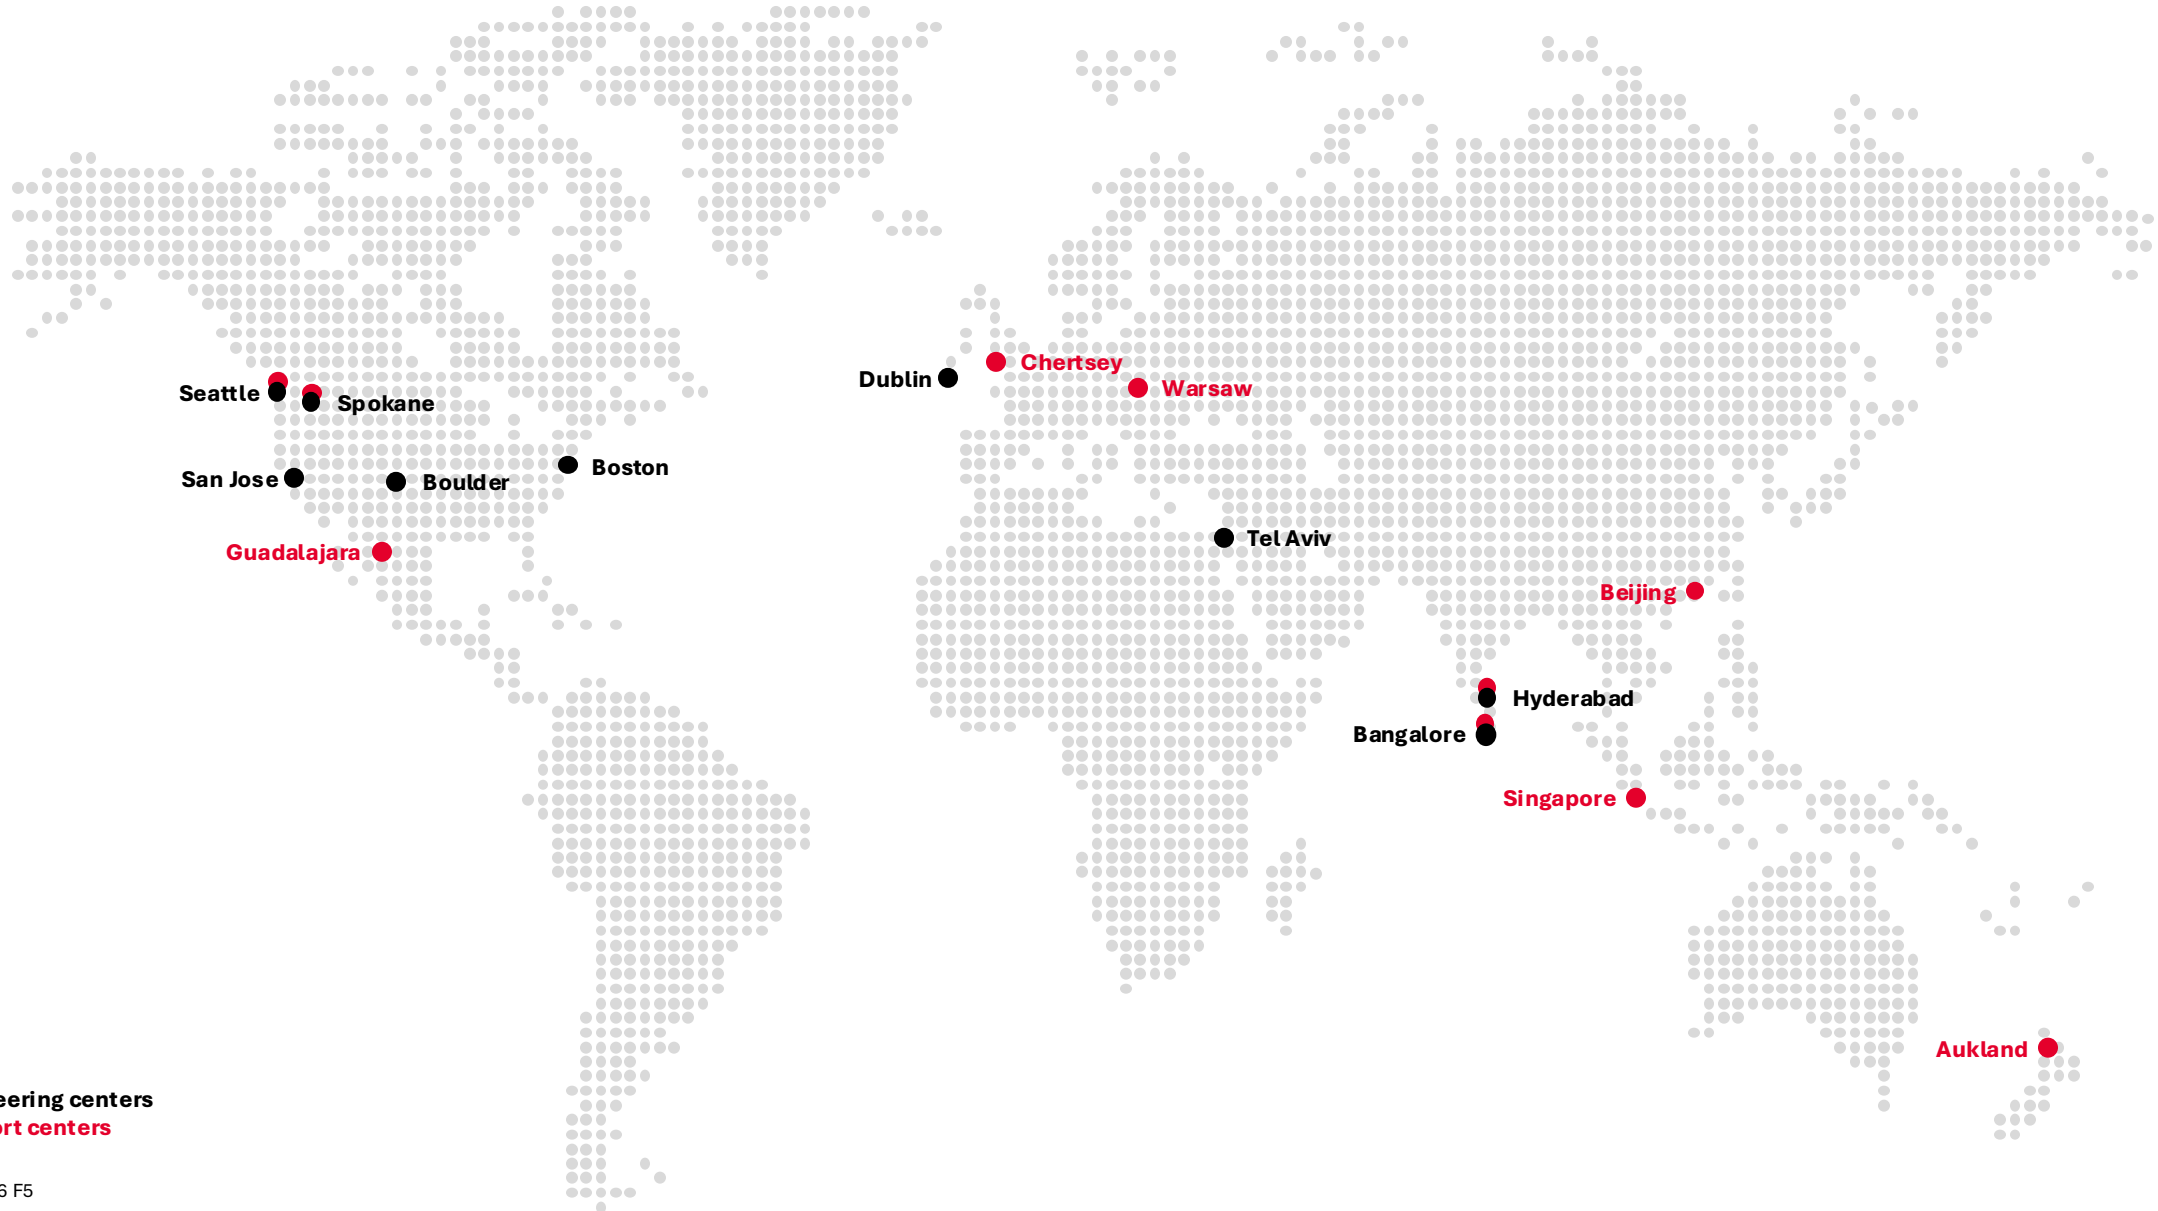 Chertsey
Dublin
Warsaw
Seattle
Spokane
Boston
San Jose
Boulder
Tel Aviv
Guadalajara
Beijing
Hyderabad
Bangalore
Singapore
Aukland
eering centers
rt centers
6 F5